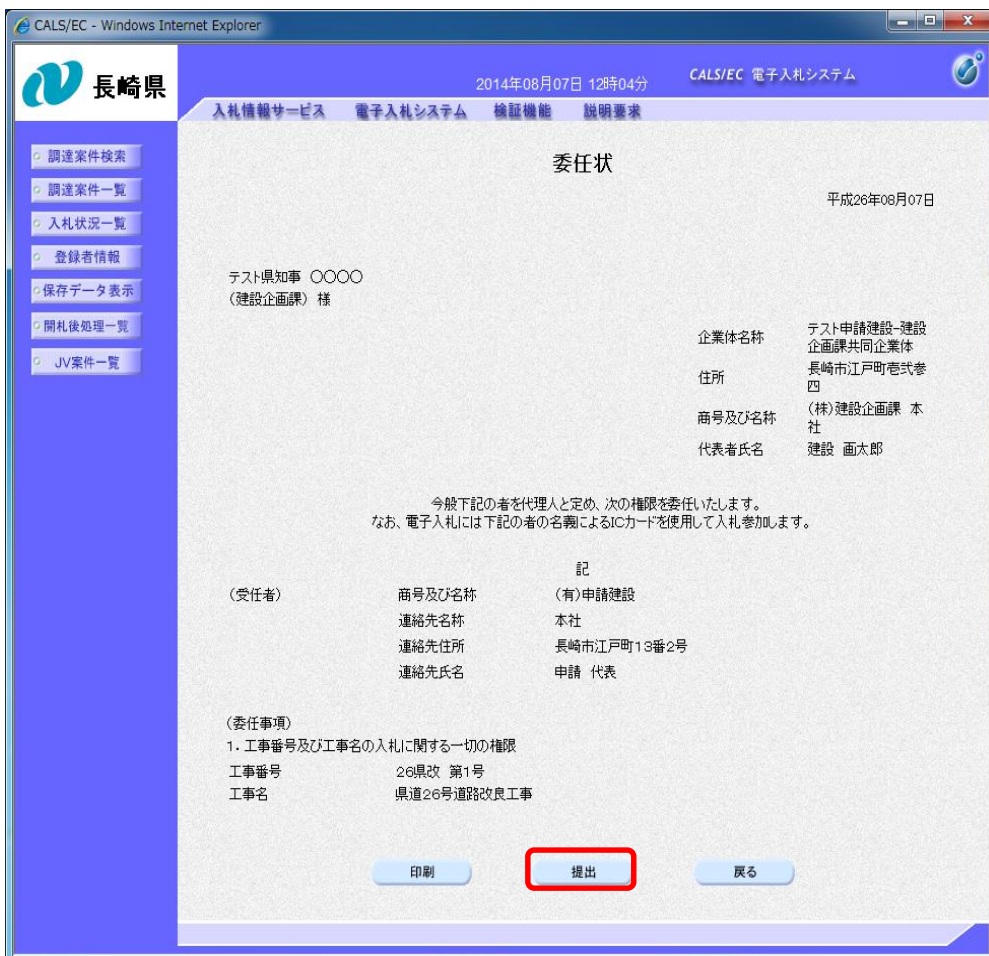 CALS/EC - Windows Internet Explorer
長崎県
2014年08月07日 12時04分
CALS/EC 電子入札システム
入札情報サービス 電子入札システム 検証機能 説明要求
調達案件検索
調達案件一覧
入札状況一覧
登録者情報
保存データ表示
開札後処理一覧
JV案件一覧
委任状
平成26年08月07日
テスト県知事 〇〇〇〇
(建設企画課) 様
企業体名称 テスト申請建設-建設
企画課共同企業体
住所 長崎市江戸町壱弐参
四
商号及び名称 (株)建設企画課 本
社
代表者氏名 建設 画太郎
今般下記の者を代理人と定め、次の権限を委任いたします。
なお、電子入札には下記の者の名義によるICカードを使用して入札参加します。
記
(受任者) 商号及び名称 (有)申請建設
連絡先名称 本社
連絡先住所 長崎市江戸町13番2号
連絡先氏名 申請 代表
(委任事項)
1.工事番号及び工事名の入札に関する一切の権限
工事番号 26県改 第1号
工事名 県道26号道路改良工事
印刷 提出 戻る